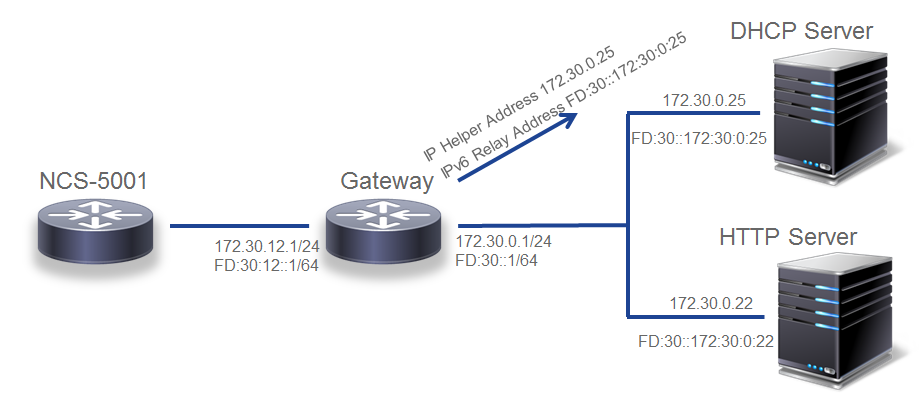 DHCP Server
IP Helper Address 172.30.0.25
IPv6 Relay Address FD:30::172:30:0:25
172.30.0.25
FD:30::172:30:0:25
NCS-5001
Gateway
172.30.12.1/24
FD:30:12::1/64
172.30.0.1/24
FD:30::1/64
HTTP Server
172.30.0.22
FD:30::172:30:0:22